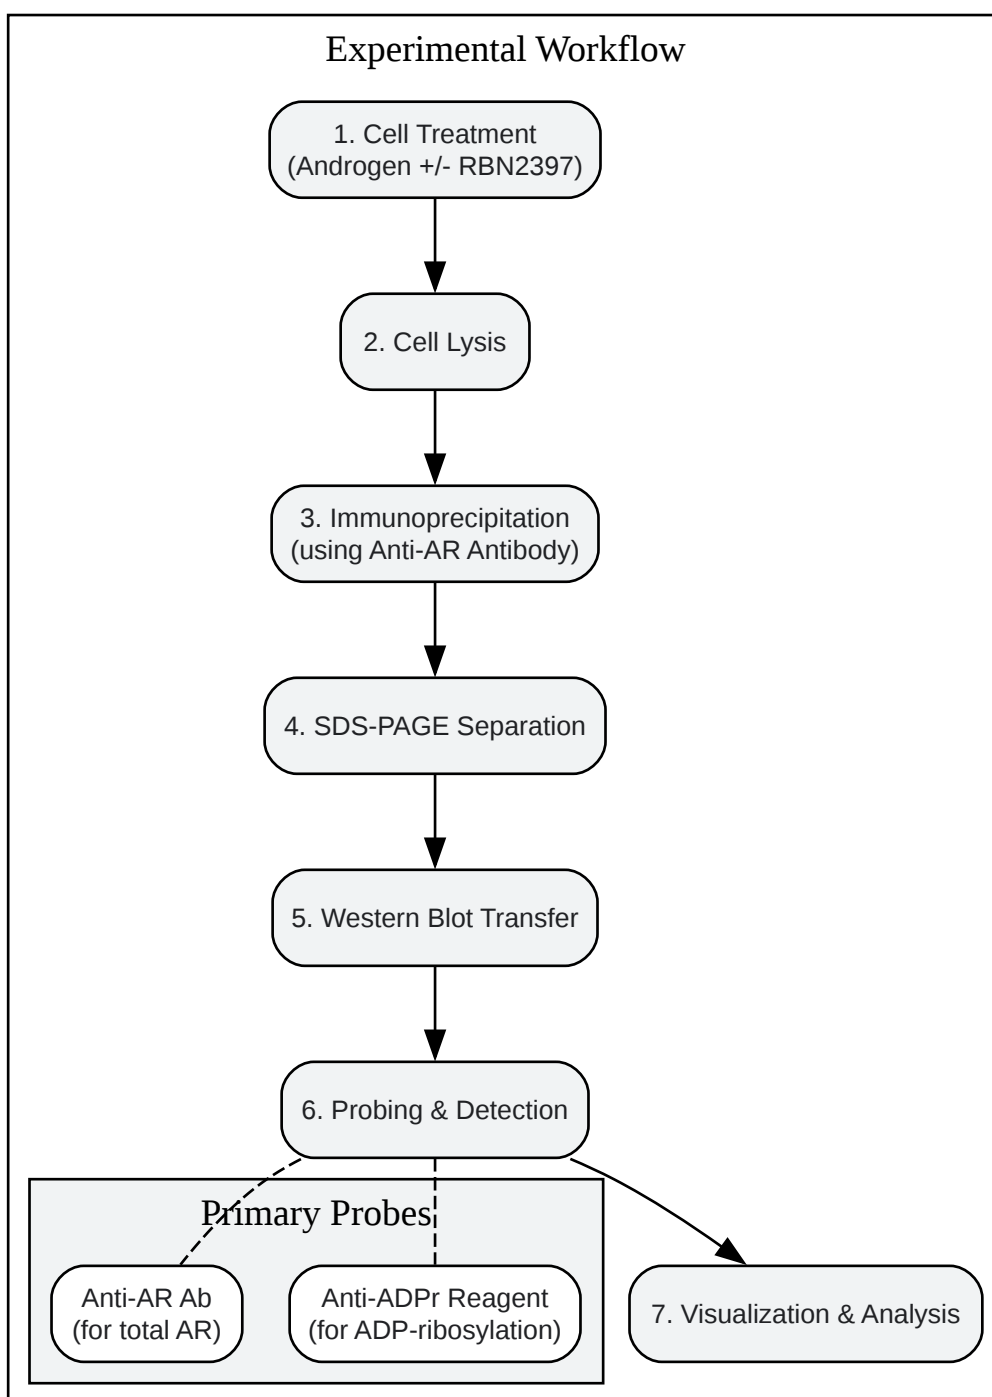 Experimental Workflow
1. Cell Treatment
(Androgen +/- RBN2397)
2. Cell Lysis
3. Immunoprecipitation
(using Anti-AR Antibody)
4. SDS-PAGE Separation
5. Western Blot Transfer
6. Probing & Detection
Primary Probes
Anti-AR Ab
(for total AR)
Anti-ADPr Reagent
(for ADP-ribosylation)
7. Visualization & Analysis